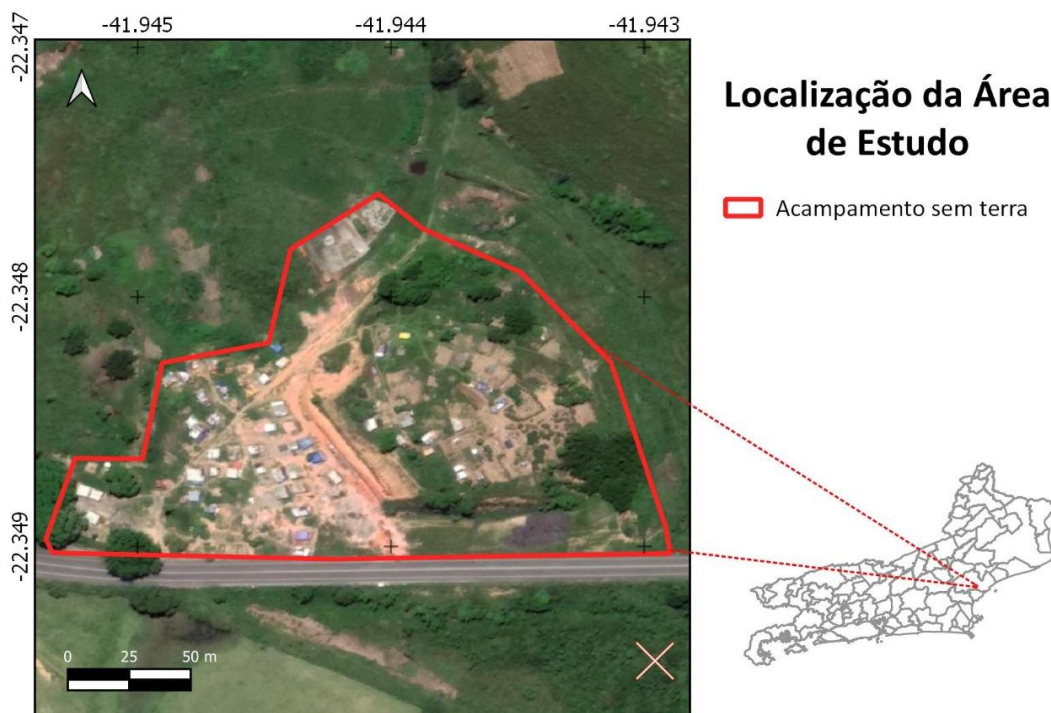 -41.945 -41.944 -41.943
-22.347
-22.348
-22.349
Localização da Área
de Estudo
Acampamento sem terra
0 25 50 m